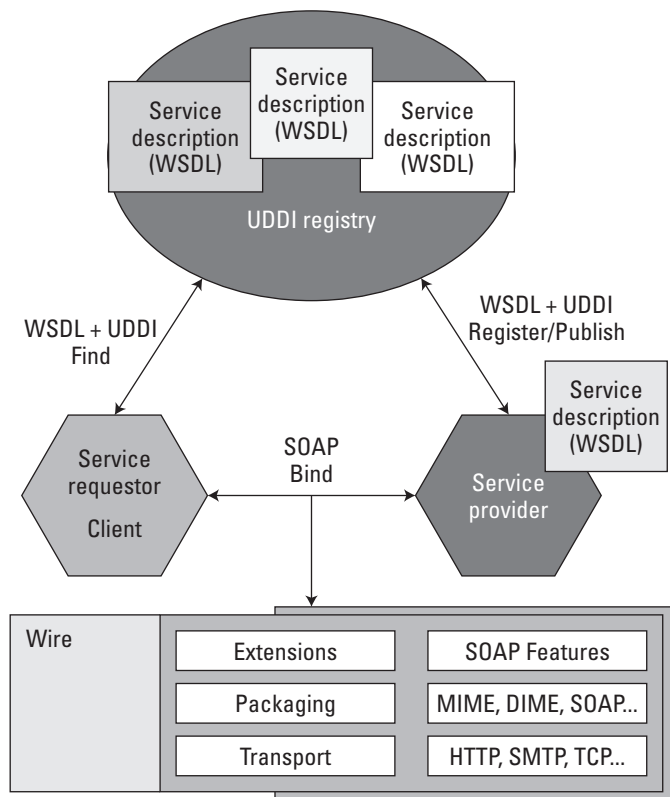 Service
description
(WSDL)
Service
description
(WSDL)
Service
description
(WSDL)
UDDI registry
WSDL + UDDI
Find
WSDL + UDDI
Register/Publish
Service
description
(WSDL)
Service
requestor
Client
SOAP
Bind
Service
provider
Wire
Extensions
SOAP Features
Packaging
MIME, DIME, SOAP...
Transport
HTTP, SMTP, TCP...